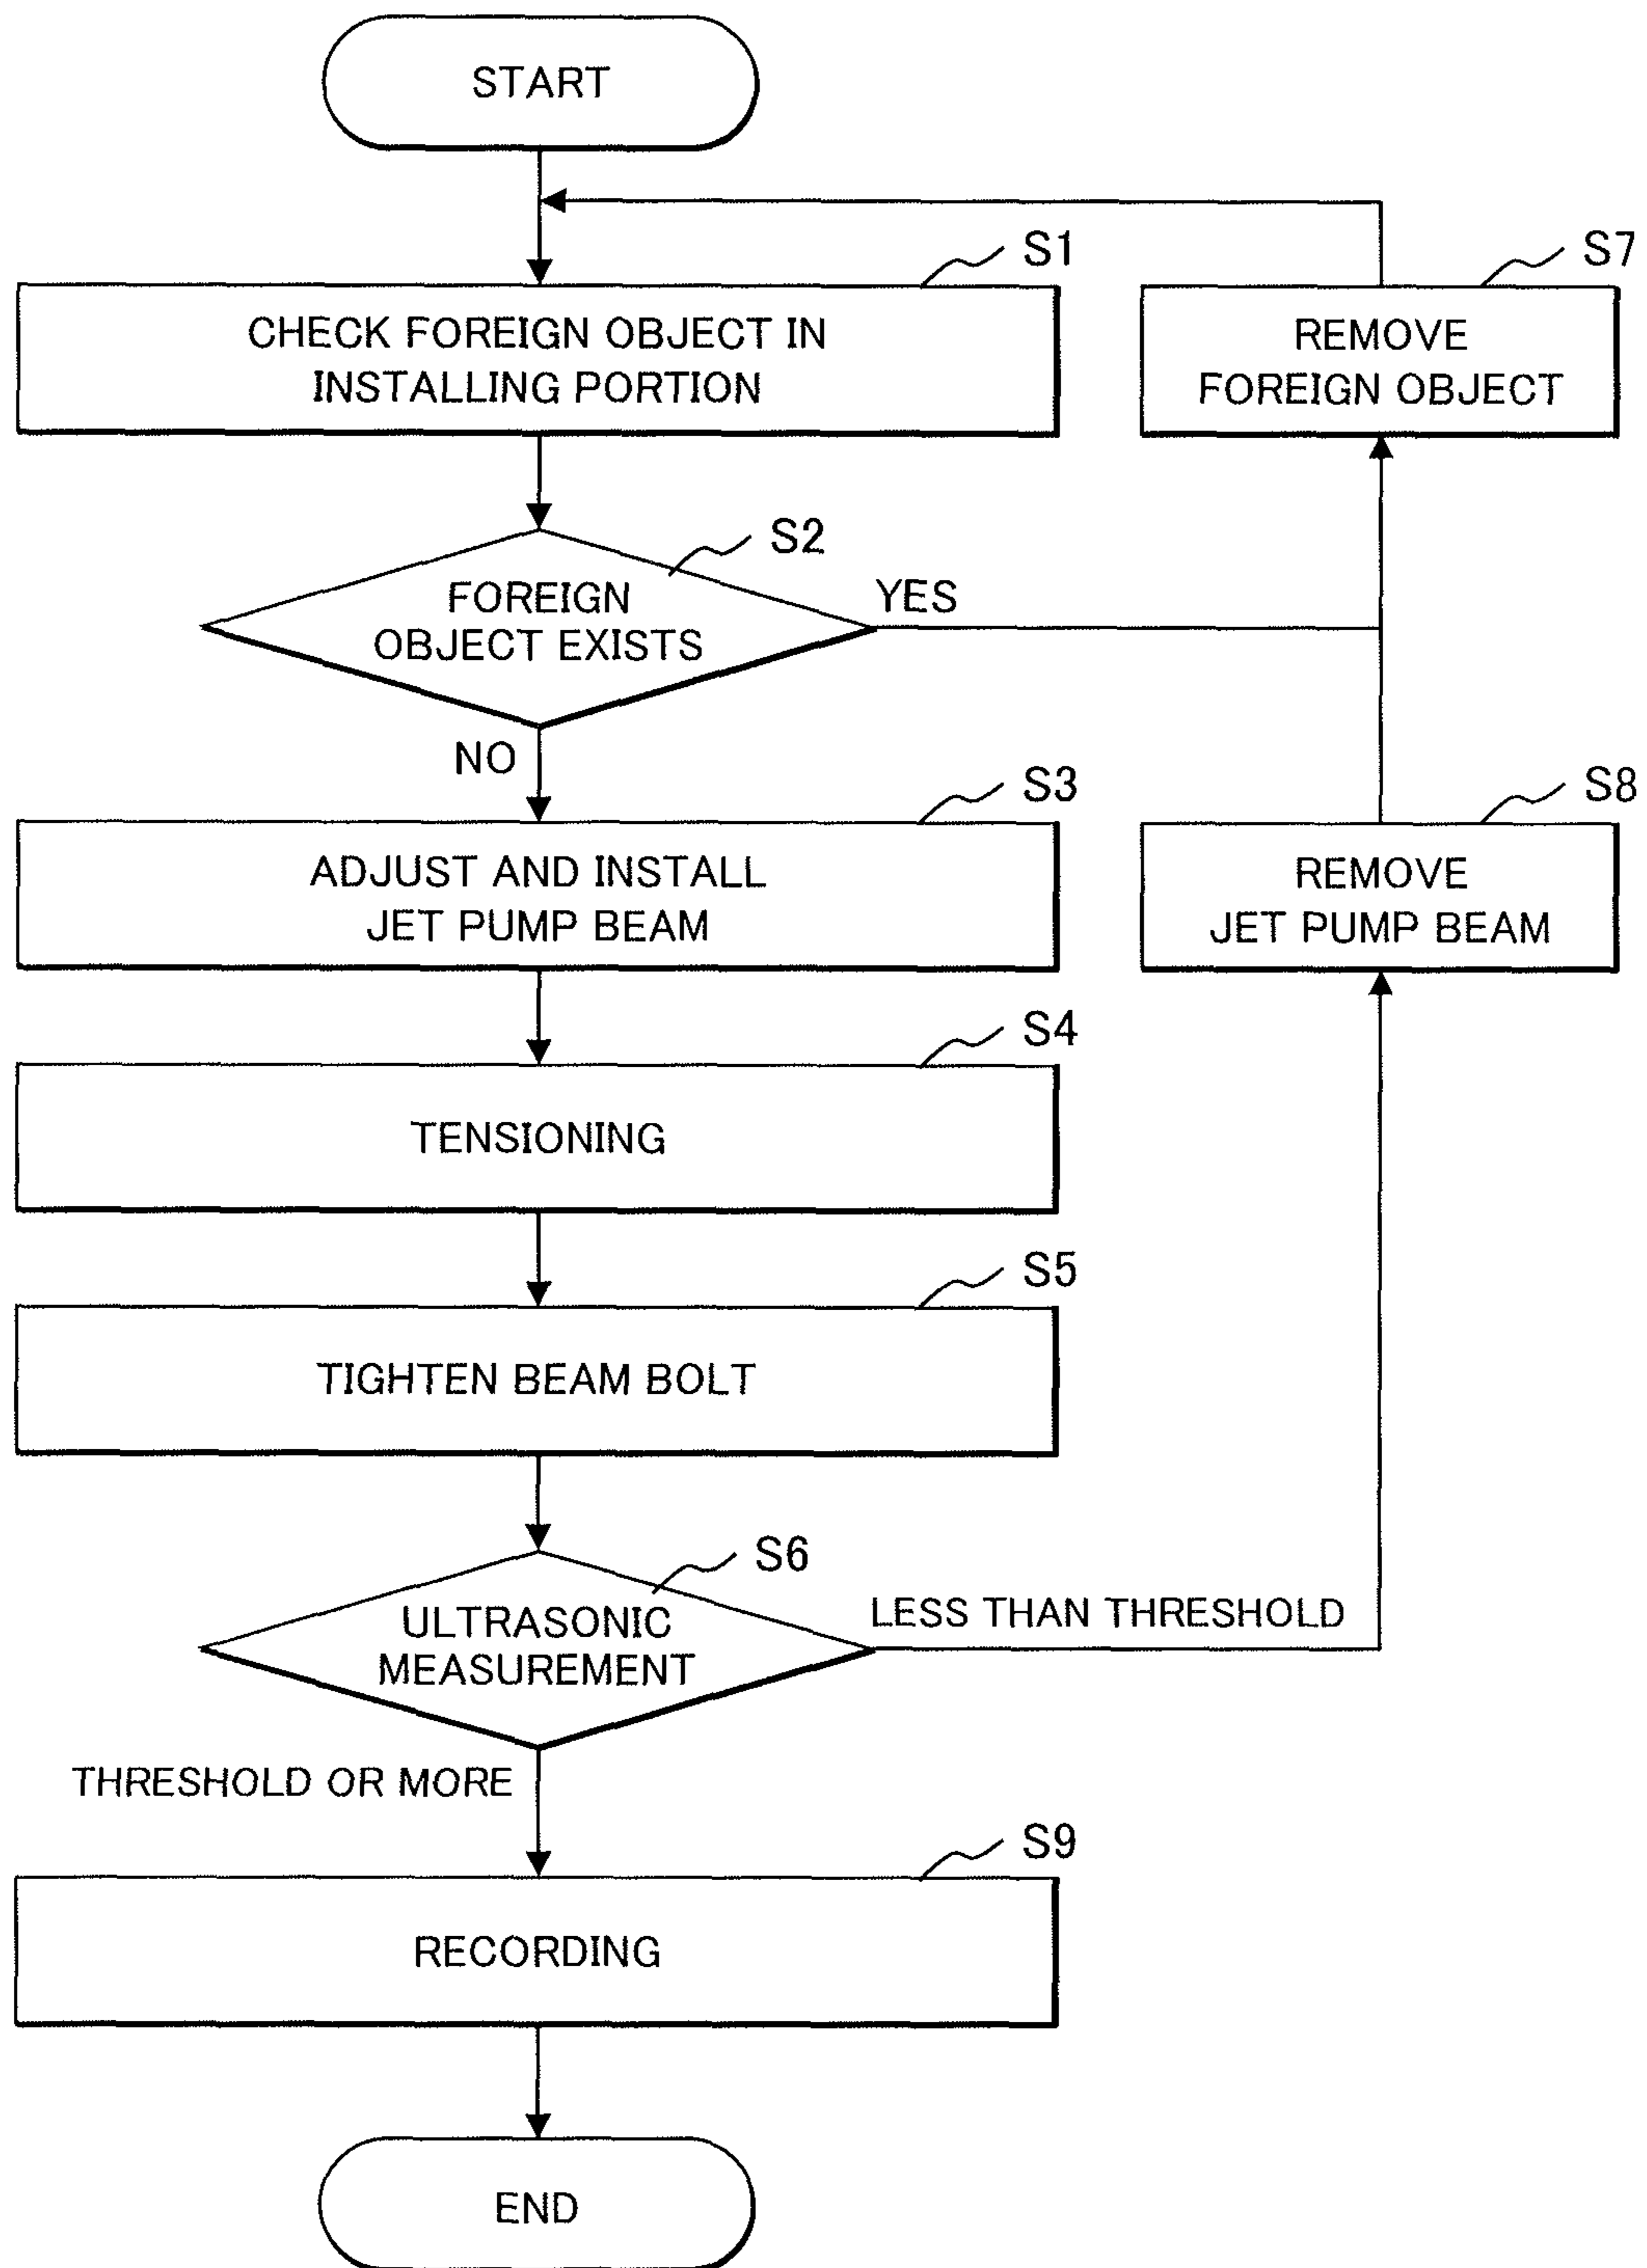 START
S1
CHECK FOREIGN OBJECT IN
INSTALLING PORTION
S7
REMOVE
FOREIGN OBJECT
S2
FOREIGN
OBJECT EXISTS
YES
NO
S3
ADJUST AND INSTALL
JET PUMP BEAM
S8
REMOVE
JET PUMP BEAM
S4
TENSIONING
S5
TIGHTEN BEAM BOLT
S6
ULTRASONIC
MEASUREMENT
LESS THAN THRESHOLD
THRESHOLD OR MORE
S9
RECORDING
END